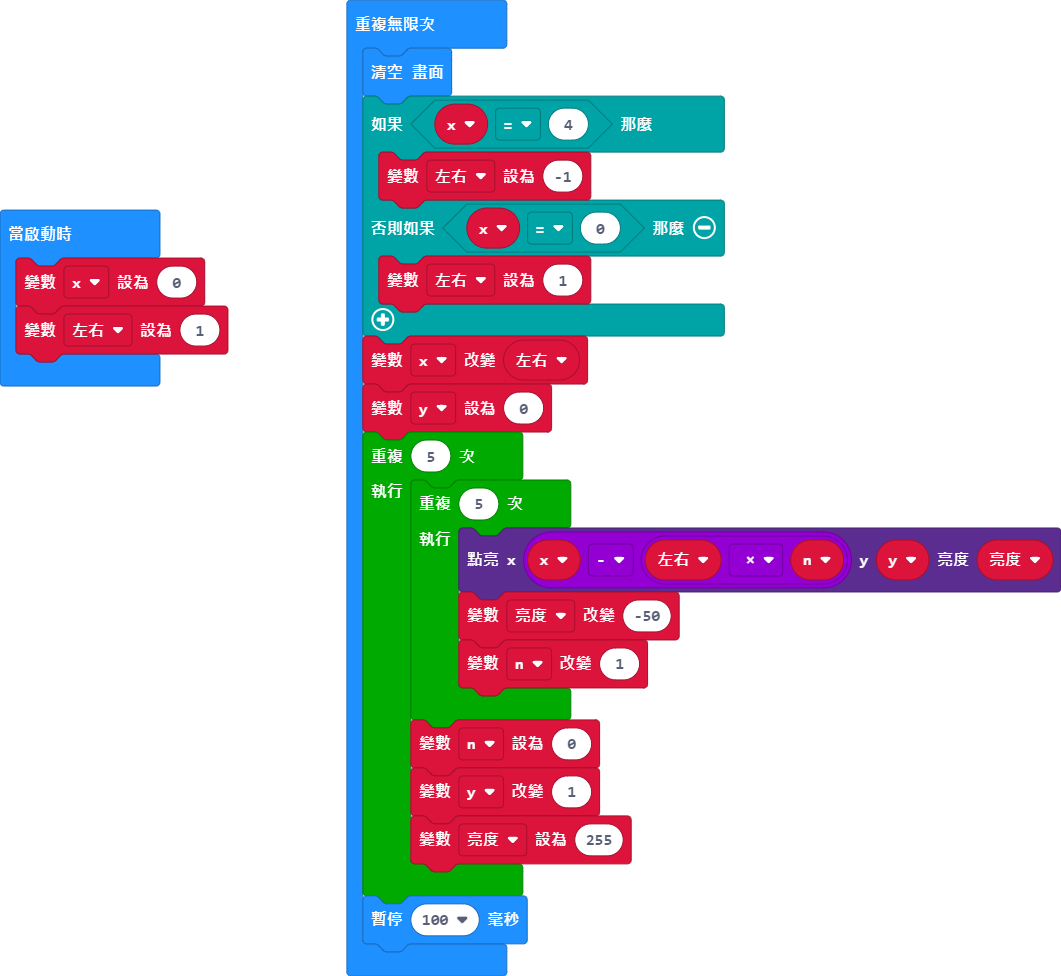 當啟動時
變數 x 設為 0
變數 左右 設為 1
重複無限次
清空 畫面
如果 x = 4 那麼
變數 左右 設為 -1
否則如果 x = 0 那麼
變數 左右 設為 1
變數 x 改變 左右
變數 y 設為 0
重複 5 次
執行
重複 5 次
執行
點亮 x x - 左右 × n y y 亮度 亮度
變數 亮度 改變 -50
變數 n 改變 1
變數 n 設為 0
變數 y 改變 1
變數 亮度 設為 255
暫停 100 毫秒